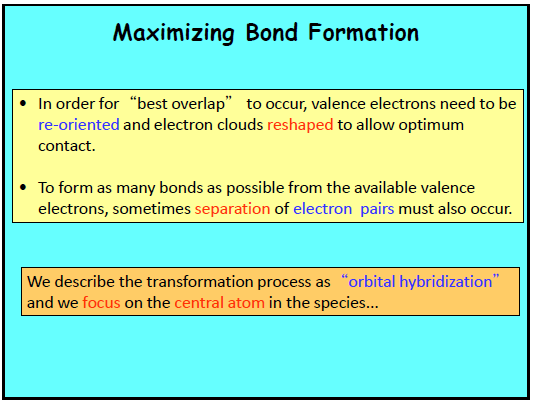 Maximizing Bond Formation
• In order for “best overlap” to occur, valence electrons need to be
re-oriented and electron clouds reshaped to allow optimum
contact.
• To form as many bonds as possible from the available valence
electrons, sometimes separation of electron pairs must also occur.
We describe the transformation process as “orbital hybridization”
and we focus on the central atom in the species...